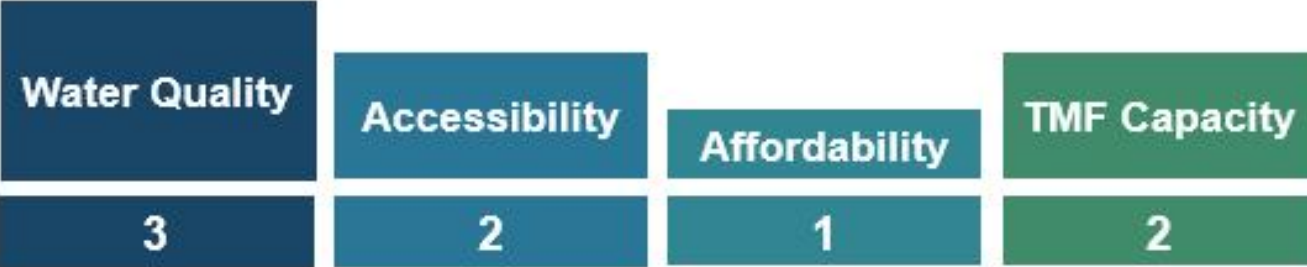 Water Quality
Accessibility
Affordability
TMF Capacity
3
2
1
2